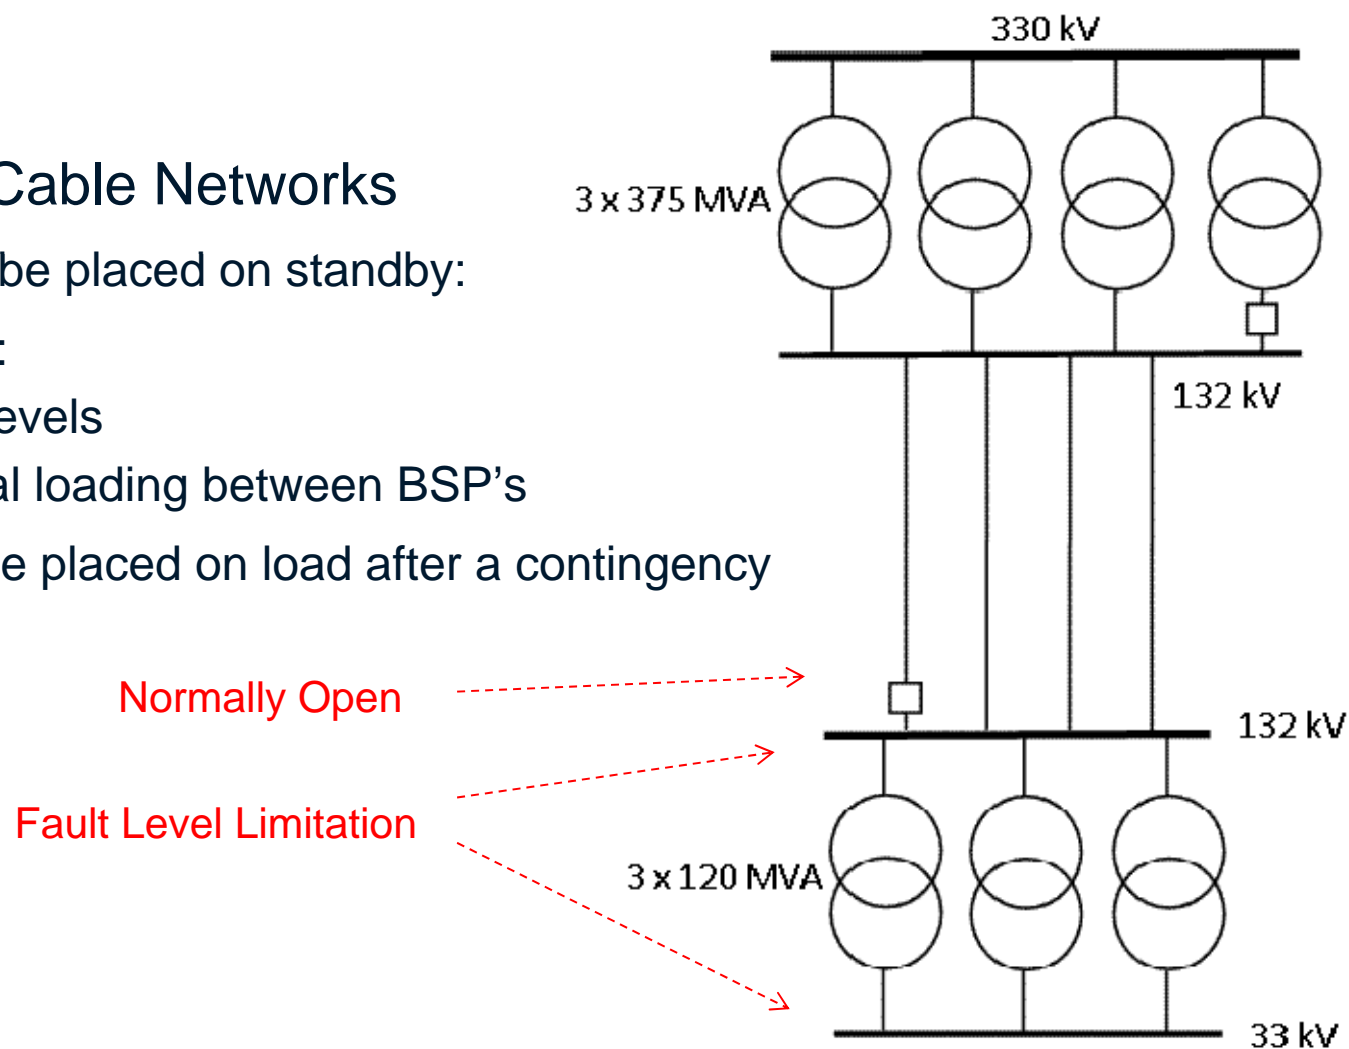 330 kV
Cable Networks
3 x 375 MVA
be placed on standby:
:
evels
132 kV
al loading between BSP's
e placed on load after a contingency
Normally Open
132 kV
Fault Level Limitation
3 x 120 MVA
33 kV